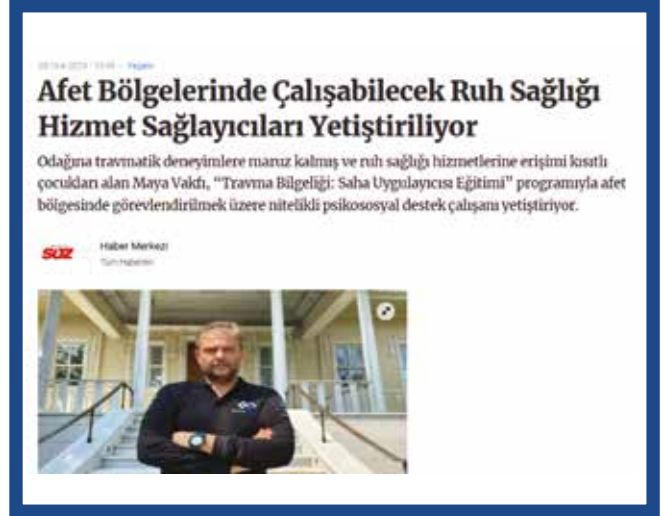 Afet Bölgelerinde Çalışabilecek Ruh Sağlığı
Hizmet Sağlayıcıları Yetiştiriliyor
Odağına travmatik deneyimlere maruz kalmış ve ruh sağlığı hizmetlerine erişimi kısıtlı
çocukları alan Maya Vakfı, “Travma Bilgeliği: Saha Uygulayıcısı Eğitimi” programıyla afet
bölgesinde görevlendirilmek üzere nitelikli psikososyal destek çalışanı yetiştiriyor.
SÖZ
Haber Merkezi
Tüm Haberleri